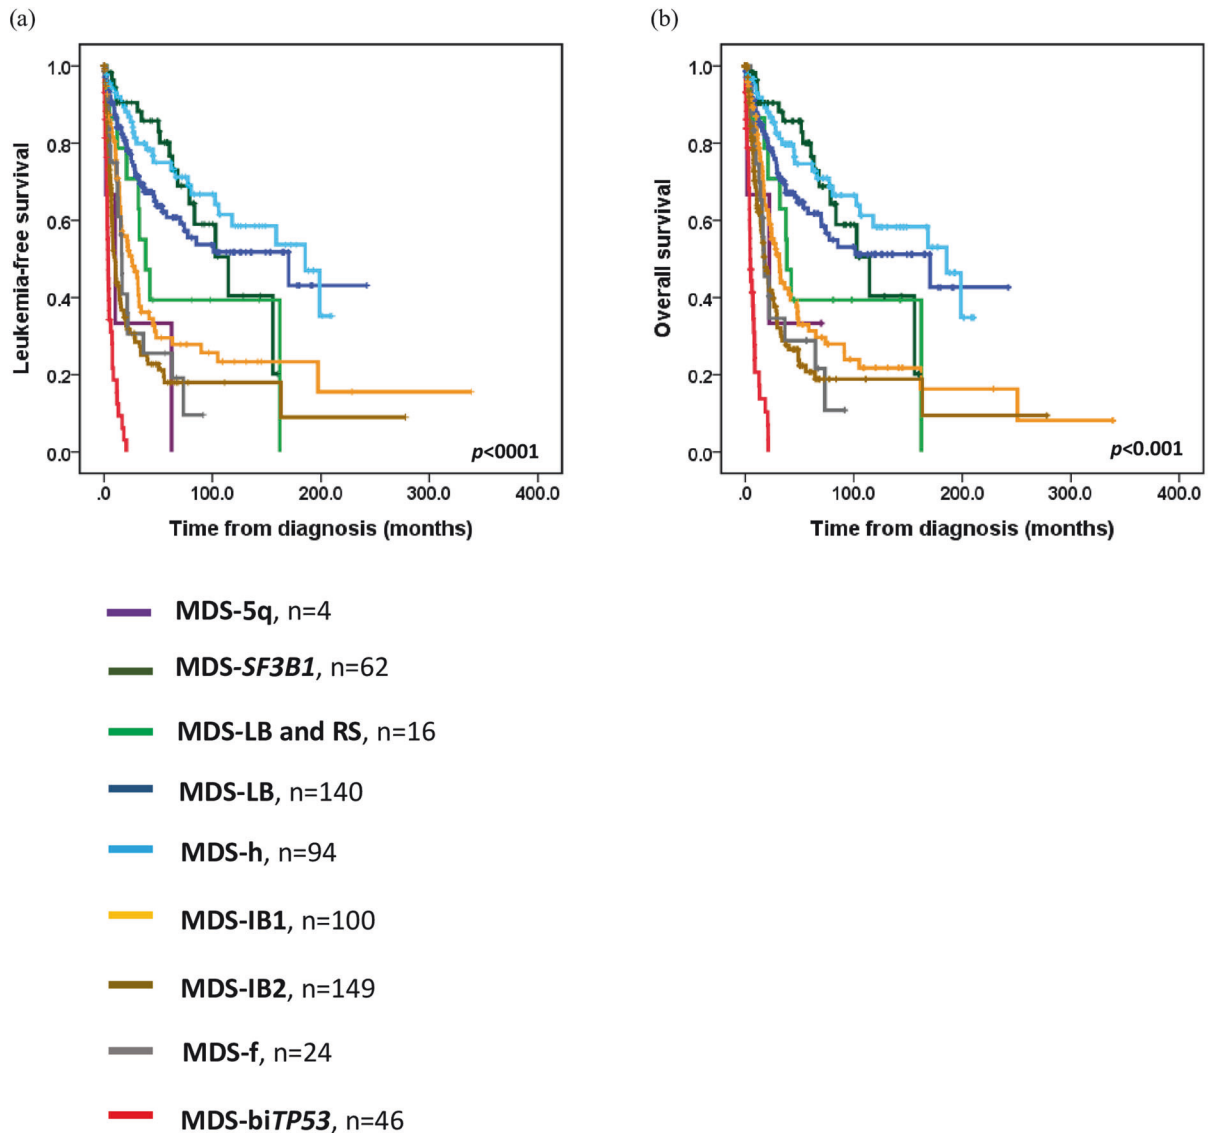 (a)
1.0
0.8
0.6
0.4
0.2
0.0
Leukemia-free survival
p<0001
.0 100.0 200.0 300.0 400.0
Time from diagnosis (months)
(b)
1.0
0.8
0.6
0.4
0.2
0.0
Overall survival
p<0.001
.0 100.0 200.0 300.0 400.0
Time from diagnosis (months)
MDS-5q, n=4
MDS-SF3B1, n=62
MDS-LB and RS, n=16
MDS-LB, n=140
MDS-h, n=94
MDS-IB1, n=100
MDS-IB2, n=149
MDS-f, n=24
MDS-biTP53, n=46